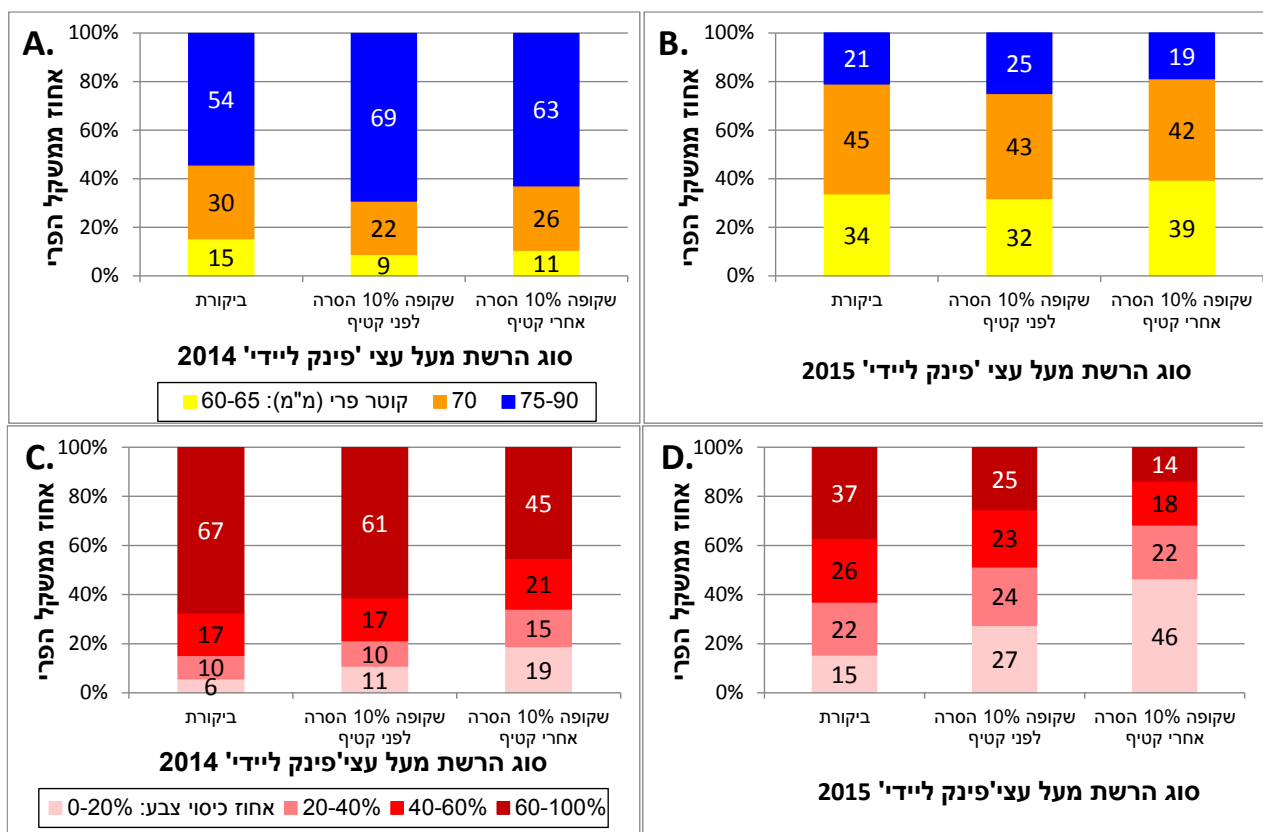 A.
אחוז ממשקל הפרי
100%
80%
60%
40%
20%
0%
54
69
63
30
22
26
15
9
11
ביקורת
שקופה 10% הסרה
לפני קטיף
שקופה 10% הסרה
אחרי קטיף
סוג הרשת מעל עצי 'פינק ליידי' 2014
קוטר פרי (מ"מ): 60-65
70
75-90
B.
אחוז ממשקל הפרי
100%
80%
60%
40%
20%
0%
21
25
19
45
43
42
34
32
39
ביקורת
שקופה 10% הסרה
לפני קטיף
שקופה 10% הסרה
אחרי קטיף
סוג הרשת מעל עצי 'פינק ליידי' 2015
C.
אחוז ממשקל הפרי
100%
80%
60%
40%
20%
0%
67
61
45
17
17
21
10
10
15
6
11
19
ביקורת
שקופה 10% הסרה
לפני קטיף
שקופה 10% הסרה
אחרי קטיף
סוג הרשת מעל עצי'פינק ליידי' 2014
אחוז כיסוי צבע: 0-20%
20-40%
40-60%
60-100%
D.
אחוז ממשקל הפרי
100%
80%
60%
40%
20%
0%
37
25
14
26
23
18
22
24
22
15
27
46
ביקורת
שקופה 10% הסרה
לפני קטיף
שקופה 10% הסרה
אחרי קטיף
סוג הרשת מעל עצי'פינק ליידי' 2015